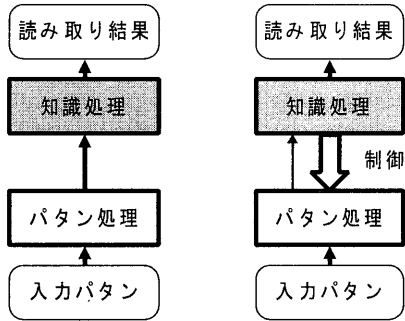 読み取り結果
知識処理
パタン処理
入力パタン
読み取り結果
知識処理
制御
パタン処理
入力パタン